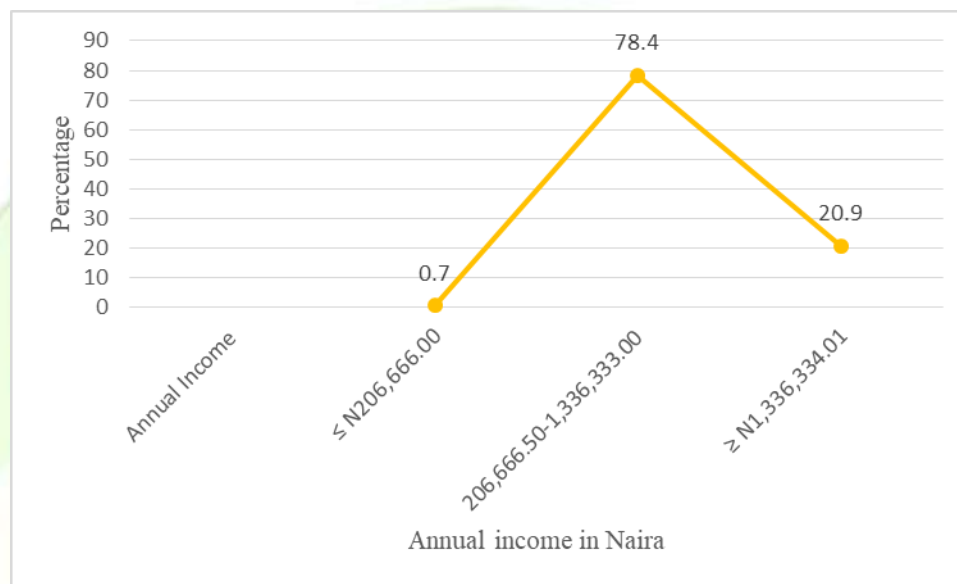 90
80
70
60
50
40
30
20
10
0
Percentage
78.4
20.9
0.7
Annual Income
≤ N206,666.00
206,666.50-1,336,333.00
≥ N1,336,334.01
Annual income in Naira